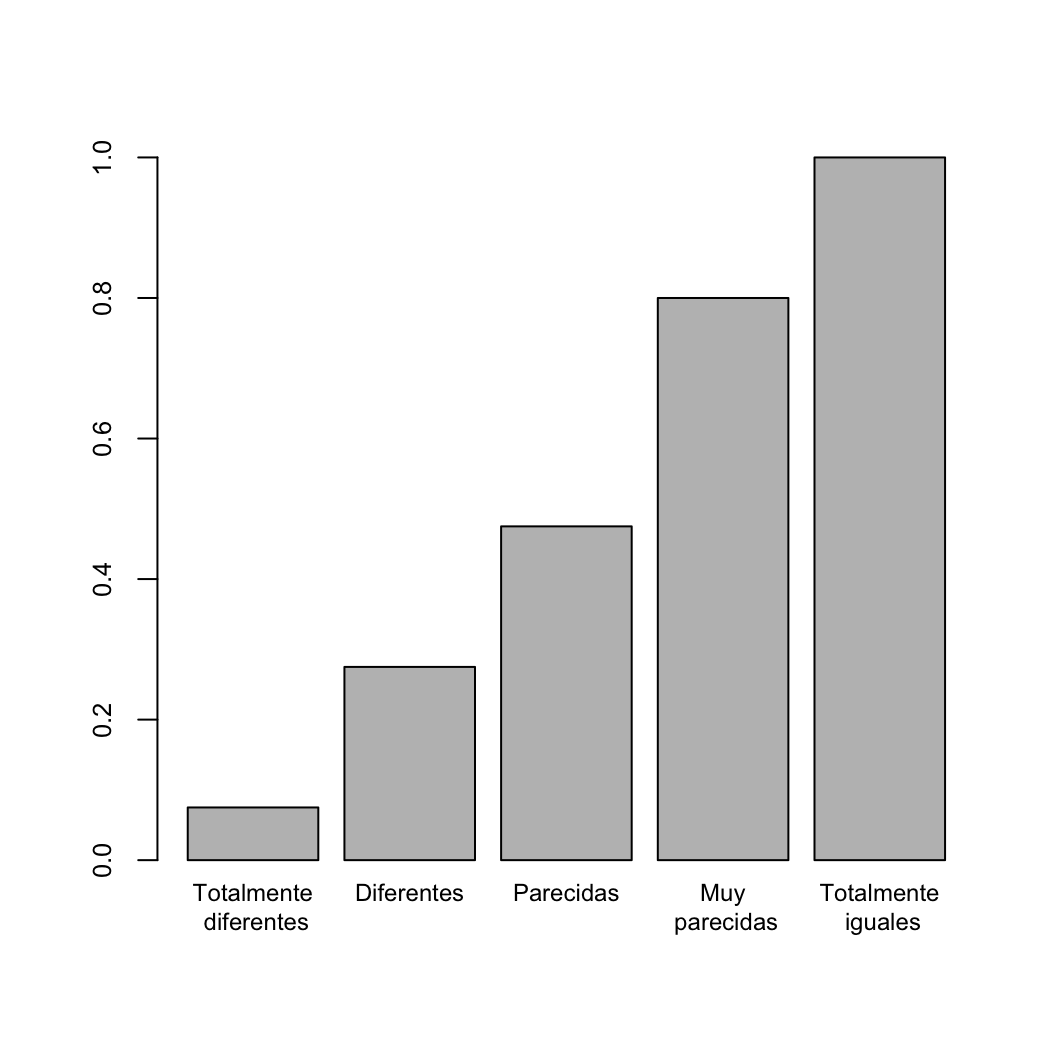 1.0
0.8
0.6
0.4
0.2
0.0
Totalmente diferentes
Diferentes
Parecidas
Muy parecidas
Totalmente iguales